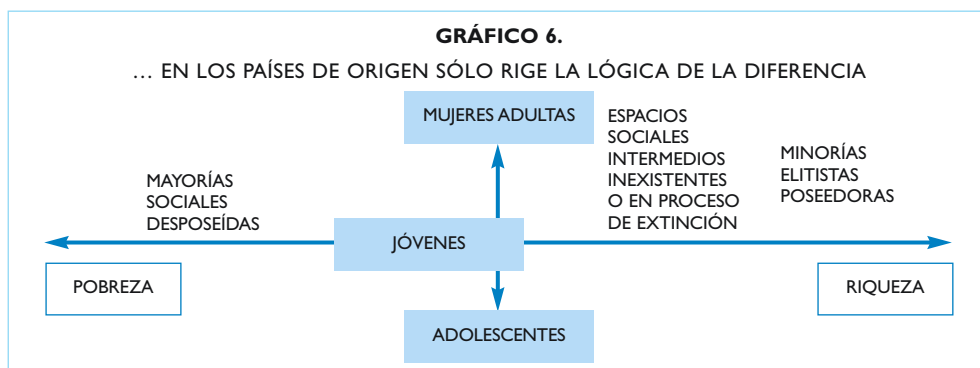 GRÁFICO 6.
… EN LOS PAÍSES DE ORIGEN SÓLO RIGE LA LÓGICA DE LA DIFERENCIA
MUJERES ADULTAS
ESPACIOS
SOCIALES
INTERMEDIOS
INEXISTENTES
O EN PROCESO
DE EXTINCIÓN
MINORÍAS
ELITISTAS
POSEEDORAS
MAYORÍAS
SOCIALES
DESPOSEÍDAS
JÓVENES
POBREZA
RIQUEZA
ADOLESCENTES